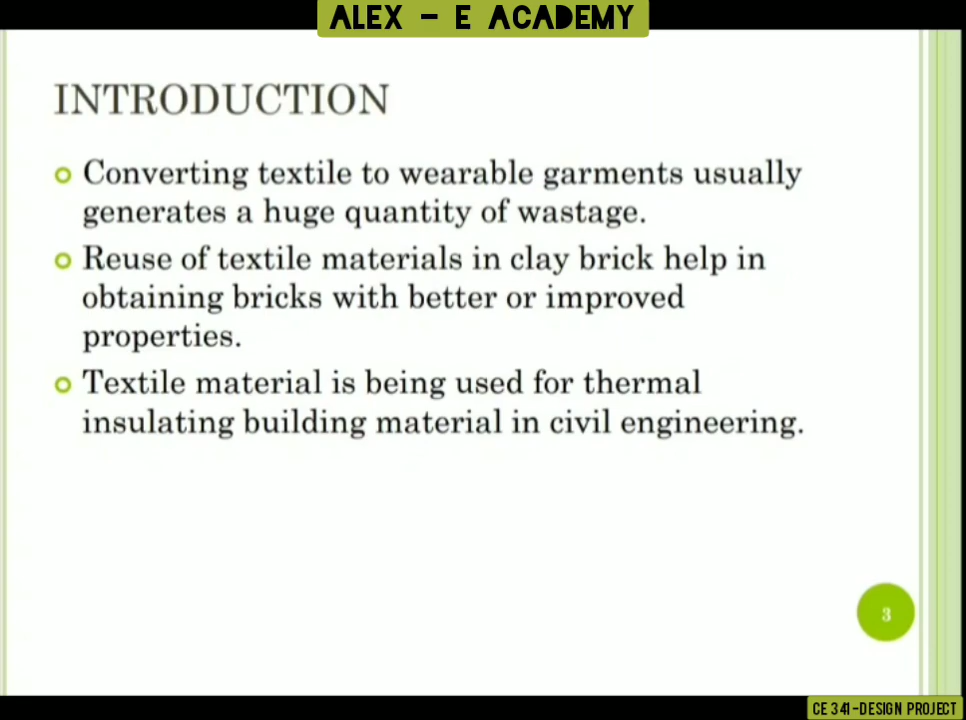 ALEX - E ACADEMY
INTRODUCTION
Converting textile to wearable garments usually
generates a huge quantity of wastage.
Reuse of textile materials in clay brick help in
obtaining bricks with better or improved
properties.
Textile material is being used for thermal
insulating building material in civil engineering.
3
CE 341-DESIGN PROJECT